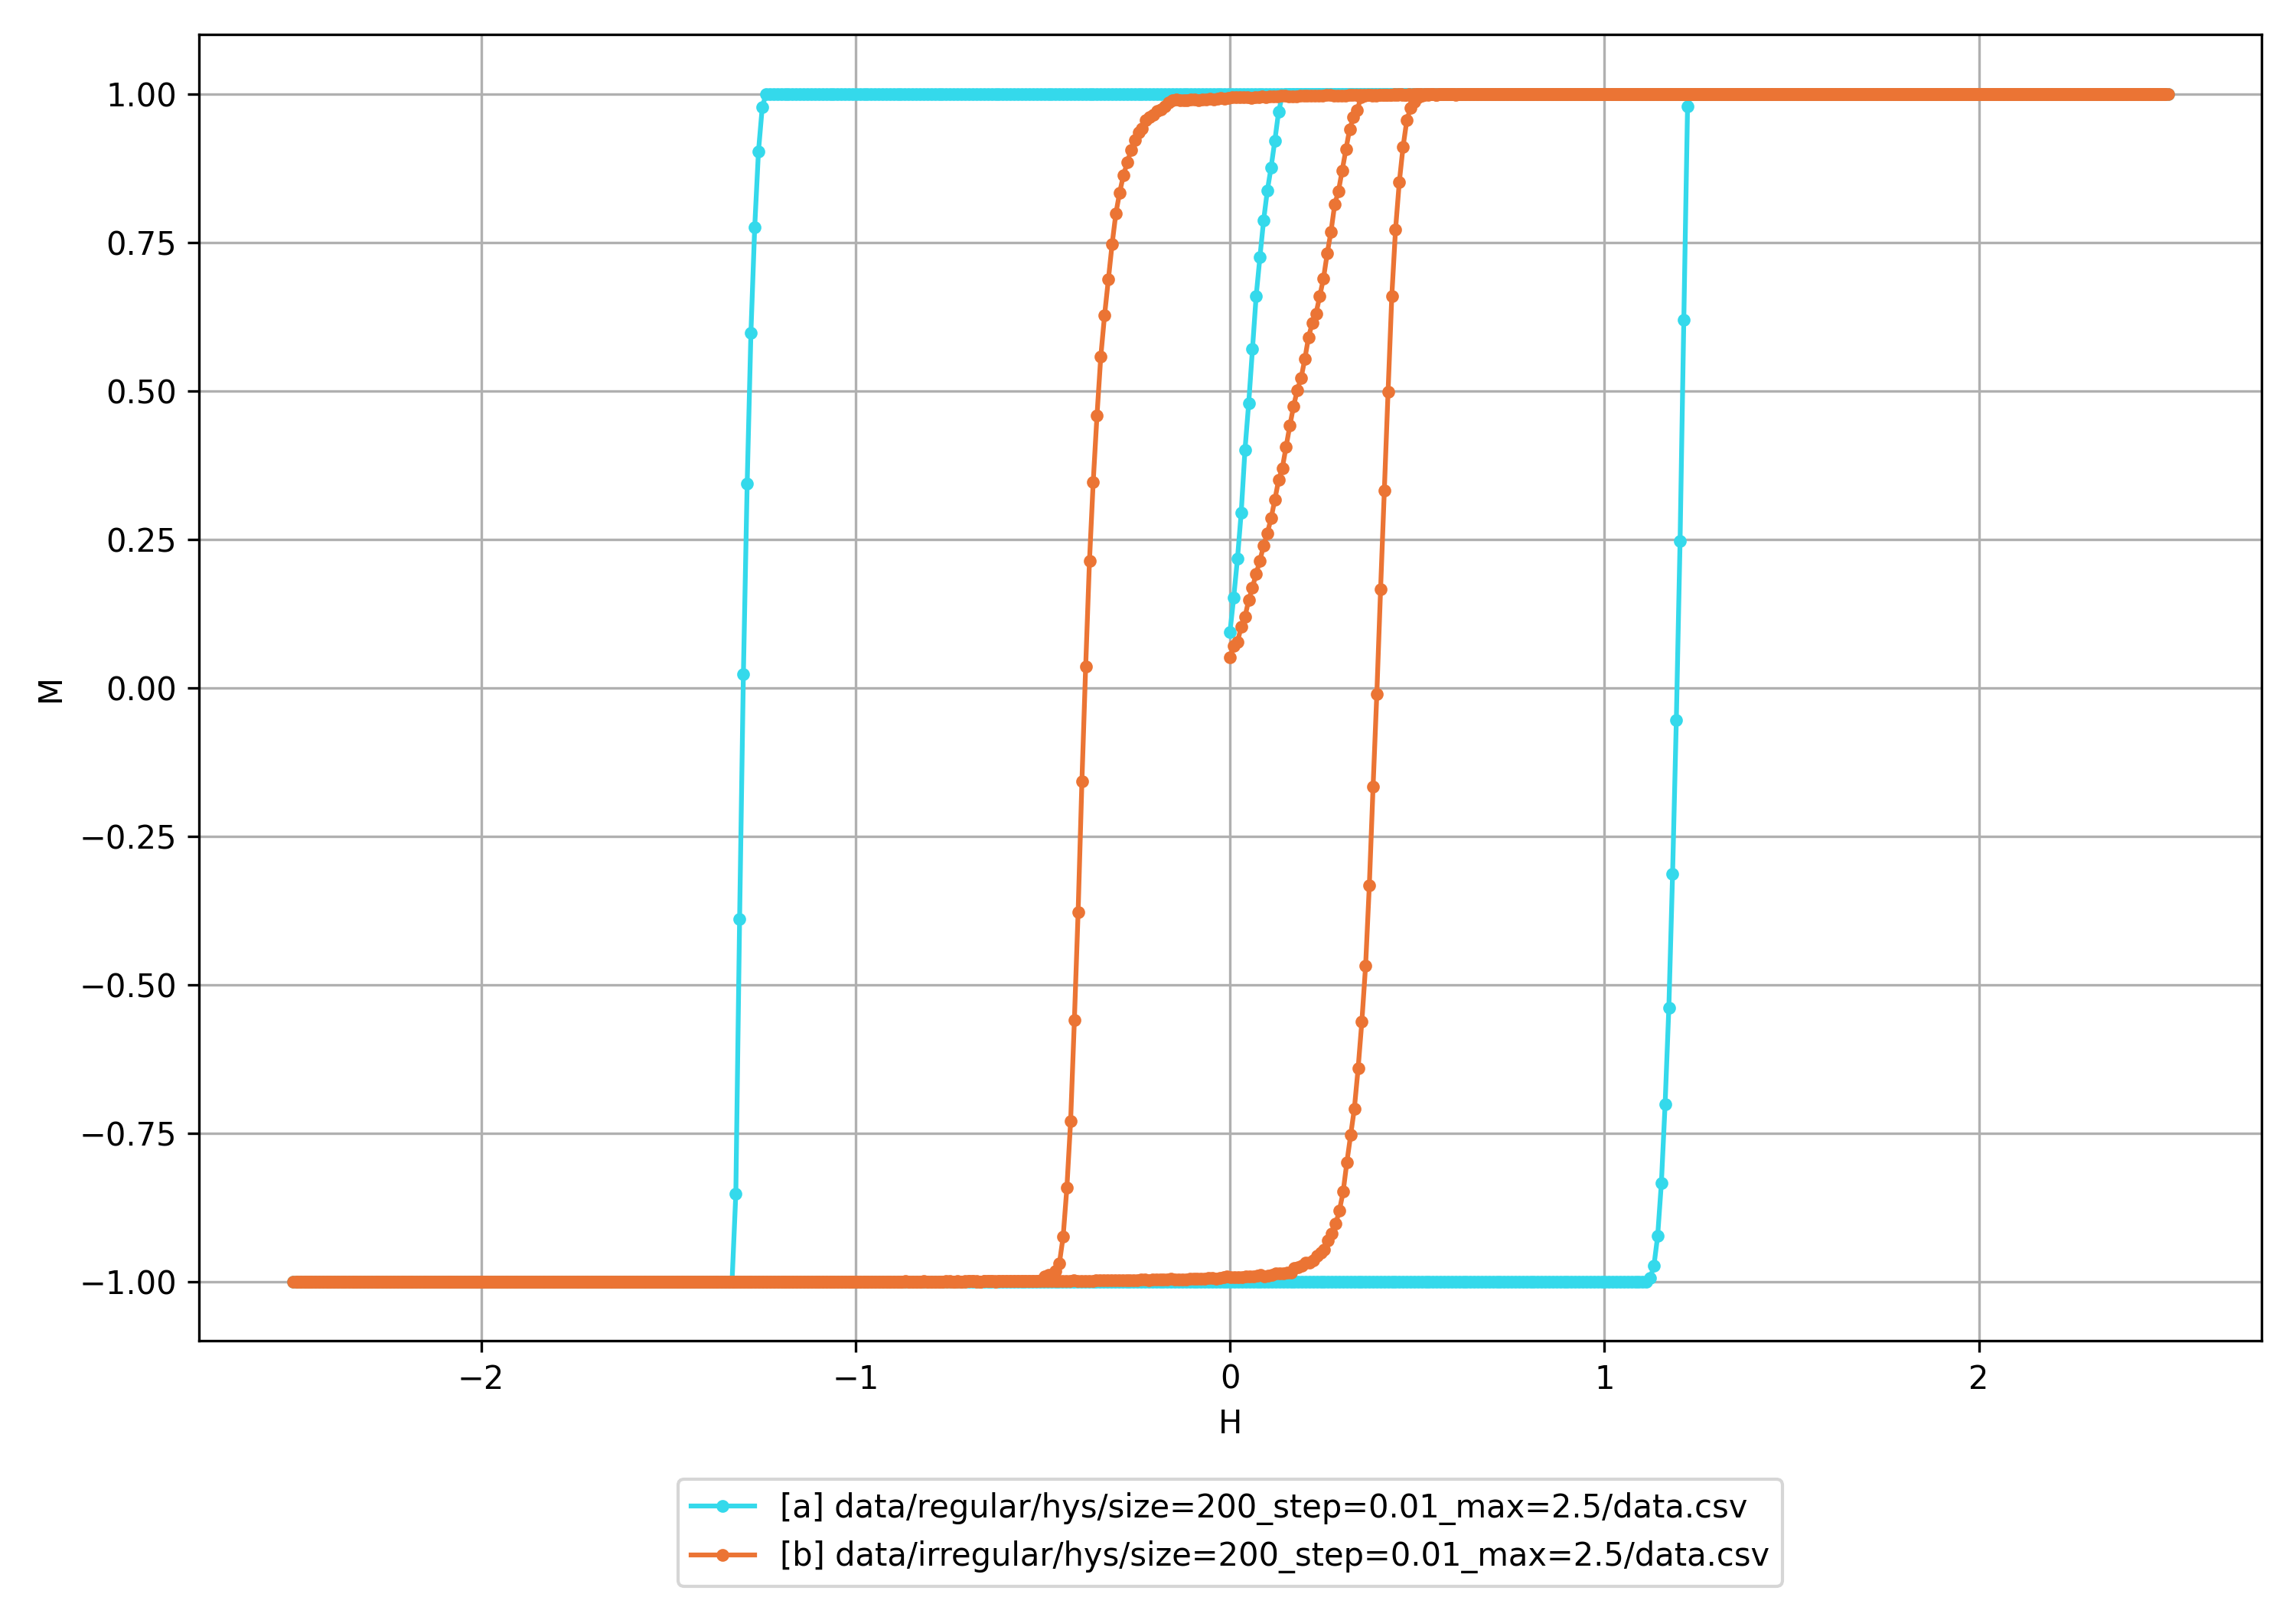 1.00
0.75
0.50
0.25
0.00
−0.25
−0.50
−0.75
−1.00
M
−2 −1 0 1 2
H
[a] data/regular/hys/size=200_step=0.01_max=2.5/data.csv
[b] data/irregular/hys/size=200_step=0.01_max=2.5/data.csv